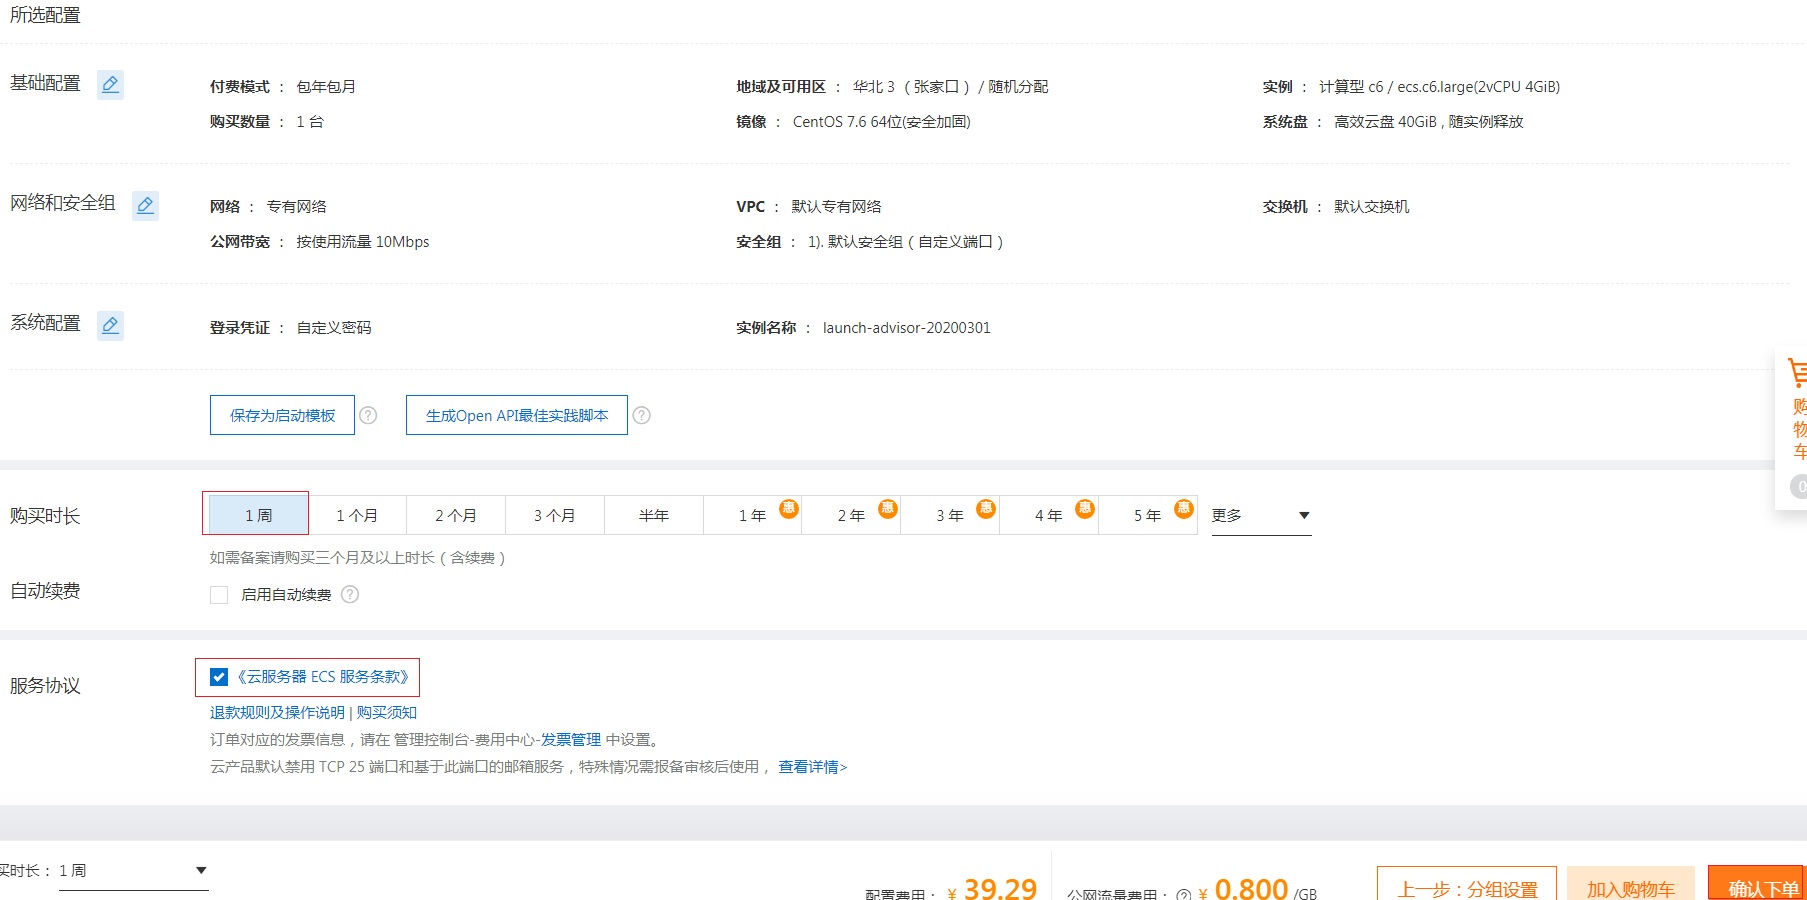 所选配置
基础配置
付费模式 ： 包年包月
地域及可用区 ： 华北 3 （张家口）/ 随机分配
实例 ： 计算型 c6 / ecs.c6.large(2vCPU 4GiB)
购买数量 ： 1 台
镜像 ： CentOS 7.6 64位(安全加固)
系统盘 ： 高效云盘 40GiB , 随实例释放
网络和安全组
网络 ： 专有网络
VPC ： 默认专有网络
交换机 ： 默认交换机
公网带宽 ： 按使用流量 10Mbps
安全组 ： 1). 默认安全组（自定义端口）
系统配置
登录凭证 ： 自定义密码
实例名称 ： launch-advisor-20200301
保存为启动模板 ?
生成Open API最佳实践脚本 ?
购物车
0
购买时长
1 周
1 个月
2 个月
3 个月
半年
1 年 惠
2 年 惠
3 年 惠
4 年 惠
5 年 惠
更多
如需备案请购买三个月及以上时长（含续费）
自动续费
启用自动续费 ?
服务协议
《云服务器 ECS 服务条款》
退款规则及操作说明 | 购买须知
订单对应的发票信息，请在 管理控制台-费用中心-发票管理 中设置。
云产品默认禁用 TCP 25 端口和基于此端口的邮箱服务，特殊情况需报备审核后使用， 查看详情>
买时长： 1 周
配置费用： ¥ 39.29
公网流量费用： ? ¥ 0.800 /GB
上一步：分组设置
加入购物车
确认下单